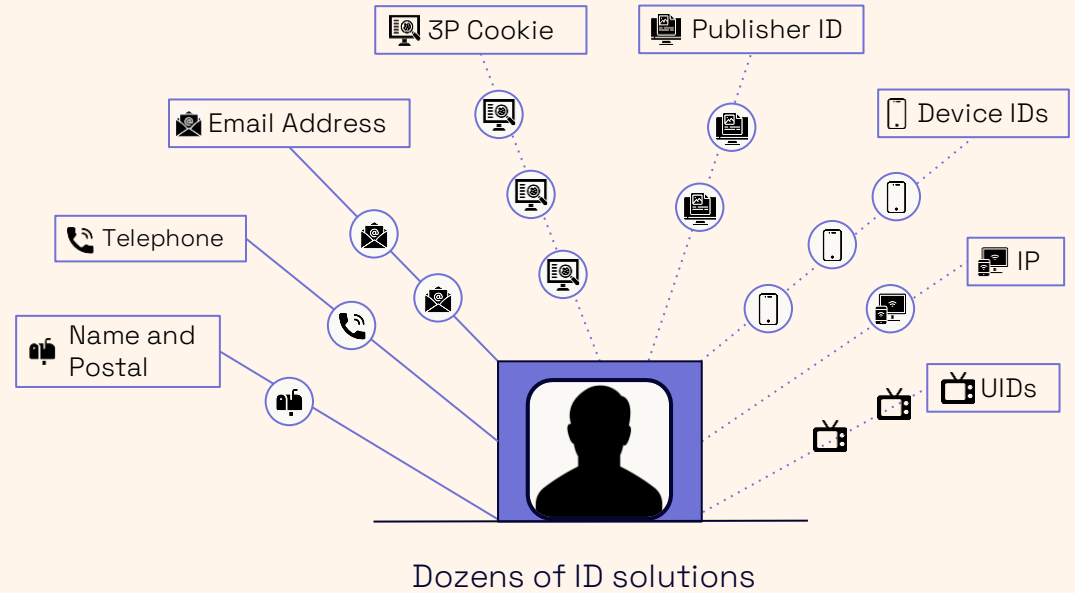 3P Cookie
Publisher ID
Email Address
Device IDs
Telephone
IP
Name and
Postal
UIDs
Dozens of ID solutions